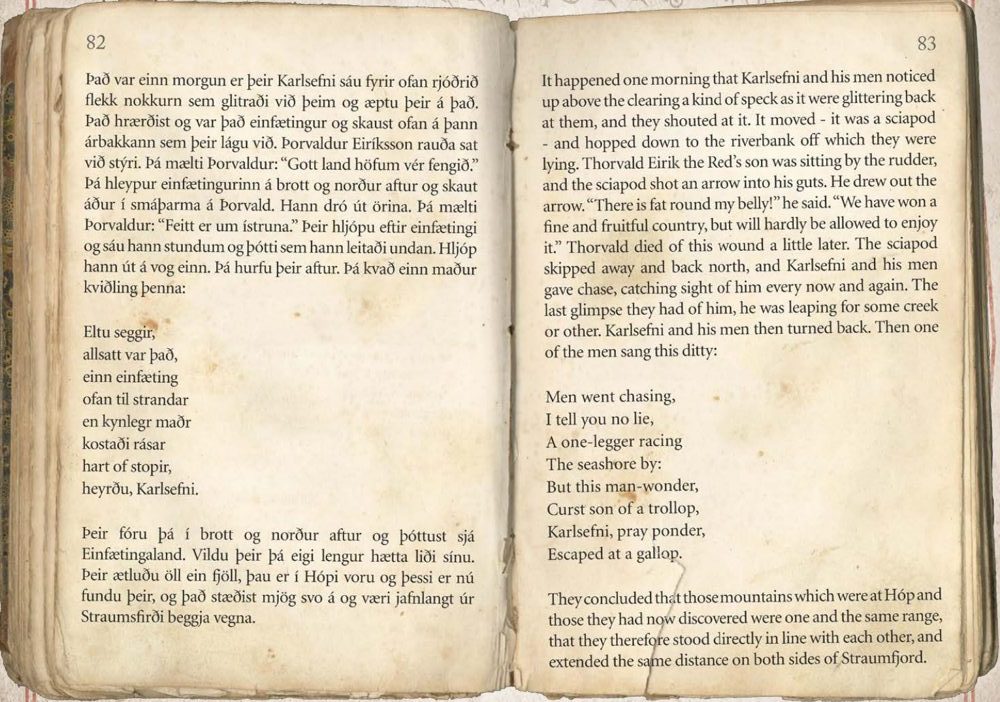 82
Það var einn morgun er þeir Karlsefni sáu fyrir ofan rjóðrið
flekk nokkurn sem glitraði við þeim og æptu þeir á það.
Það hrærðist og var það einfætingur og skaust ofan á þann
árbakkann sem þeir lágu við. Þorvaldur Eiríksson rauða sat
við stýri. Þá mælti Þorvaldur: “Gott land höfum vér fengið.”
Þá hleypur einfætingurinn á brott og norður aftur og skaut
áður í smáþarma á Þorvald. Hann dró út örina. Þá mælti
Þorvaldur: “Feitt er um ístruna.” Þeir hljópu eftir einfætingi
og sáu hann stundum og þótti sem hann leitaði undan. Hljóp
hann út á vog einn. Þá hurfu þeir aftur. Þá kvað einn maður
kviðling þenna:
Eltu seggir,
allsatt var það,
einn einfæting
ofan til strandar
en kynlegr maðr
kostaði rásar
hart of stopir,
heyrðu, Karlsefni.
Þeir fóru þá í brott og norður aftur og þóttust sjá
Einfætingaland. Vildu þeir þá eigi lengur hætta liði sínu.
Þeir ætluðu öll ein fjöll, þau er í Hópi voru og þessi er nú
fundu þeir, og það stæðist mjög svo á og væri jafnlangt úr
Straumsfirði beggja vegna.
83
It happened one morning that Karlsefni and his men noticed
up above the clearing a kind of speck as it were glittering back
at them, and they shouted at it. It moved - it was a sciapod
- and hopped down to the riverbank off which they were
lying. Thorvald Eirik the Red’s son was sitting by the rudder,
and the sciapod shot an arrow into his guts. He drew out the
arrow. “There is fat round my belly!” he said. “We have won a
fine and fruitful country, but will hardly be allowed to enjoy
it.” Thorvald died of this wound a little later. The sciapod
skipped away and back north, and Karlsefni and his men
gave chase, catching sight of him every now and again. The
last glimpse they had of him, he was leaping for some creek
or other. Karlsefni and his men then turned back. Then one
of the men sang this ditty:
Men went chasing,
I tell you no lie,
A one-legger racing
The seashore by:
But this man-wonder,
Curst son of a trollop,
Karlsefni, pray ponder,
Escaped at a gallop.
They concluded that those mountains which were at Hóp and
those they had now discovered were one and the same range,
that they therefore stood directly in line with each other, and
extended the same distance on both sides of Straumfjord.